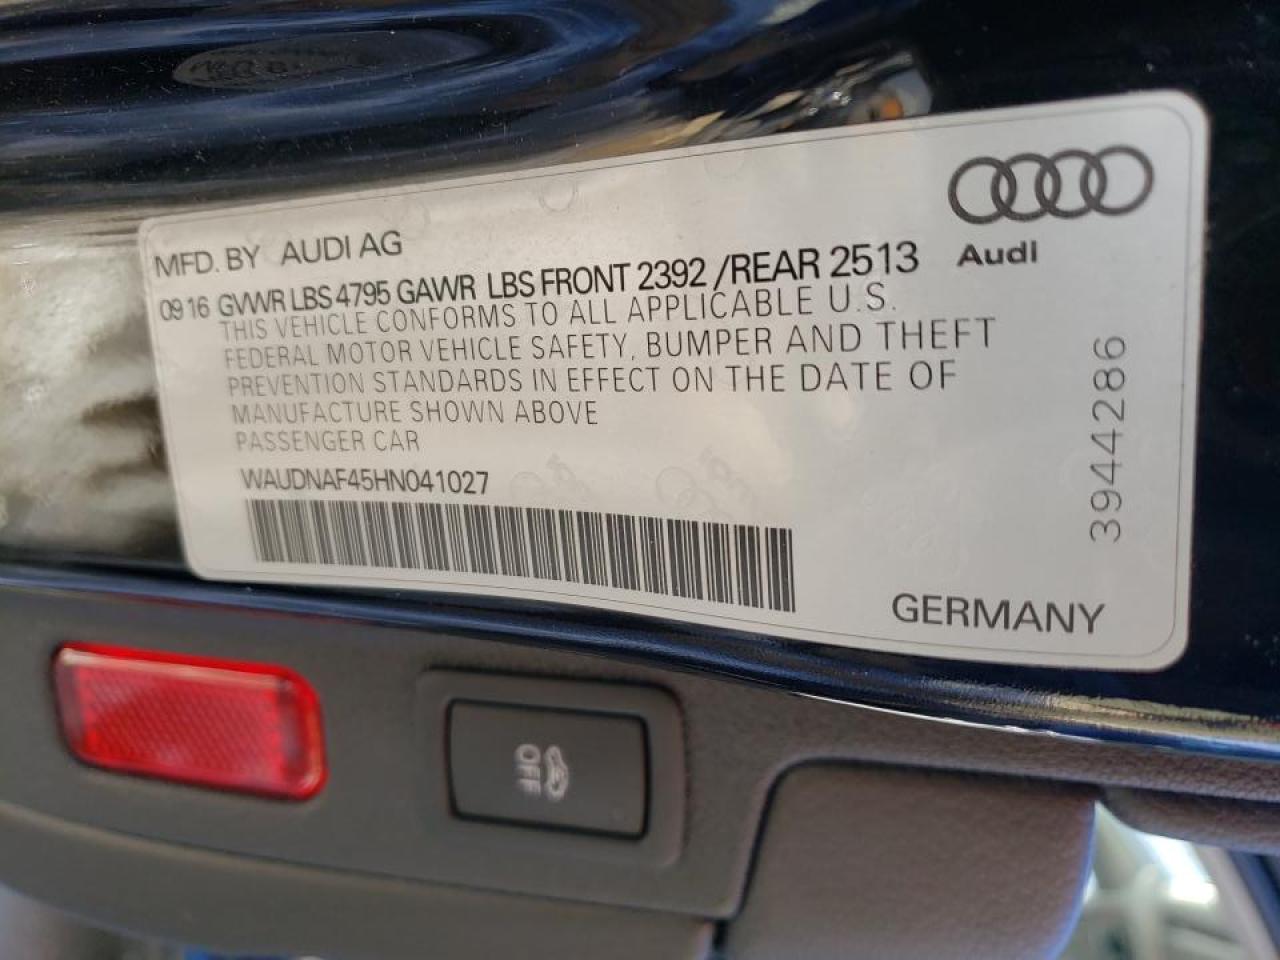 Audi
MFD. BY AUDI AG
09 16 GVWR LBS 4795 GAWR LBS FRONT 2392 /REAR 2513
THIS VEHICLE CONFORMS TO ALL APPLICABLE U.S.
FEDERAL MOTOR VEHICLE SAFETY, BUMPER AND THEFT
PREVENTION STANDARDS IN EFFECT ON THE DATE OF
MANUFACTURE SHOWN ABOVE
PASSENGER CAR
WAUDNAF45HN041027
3944286
GERMANY
OFF